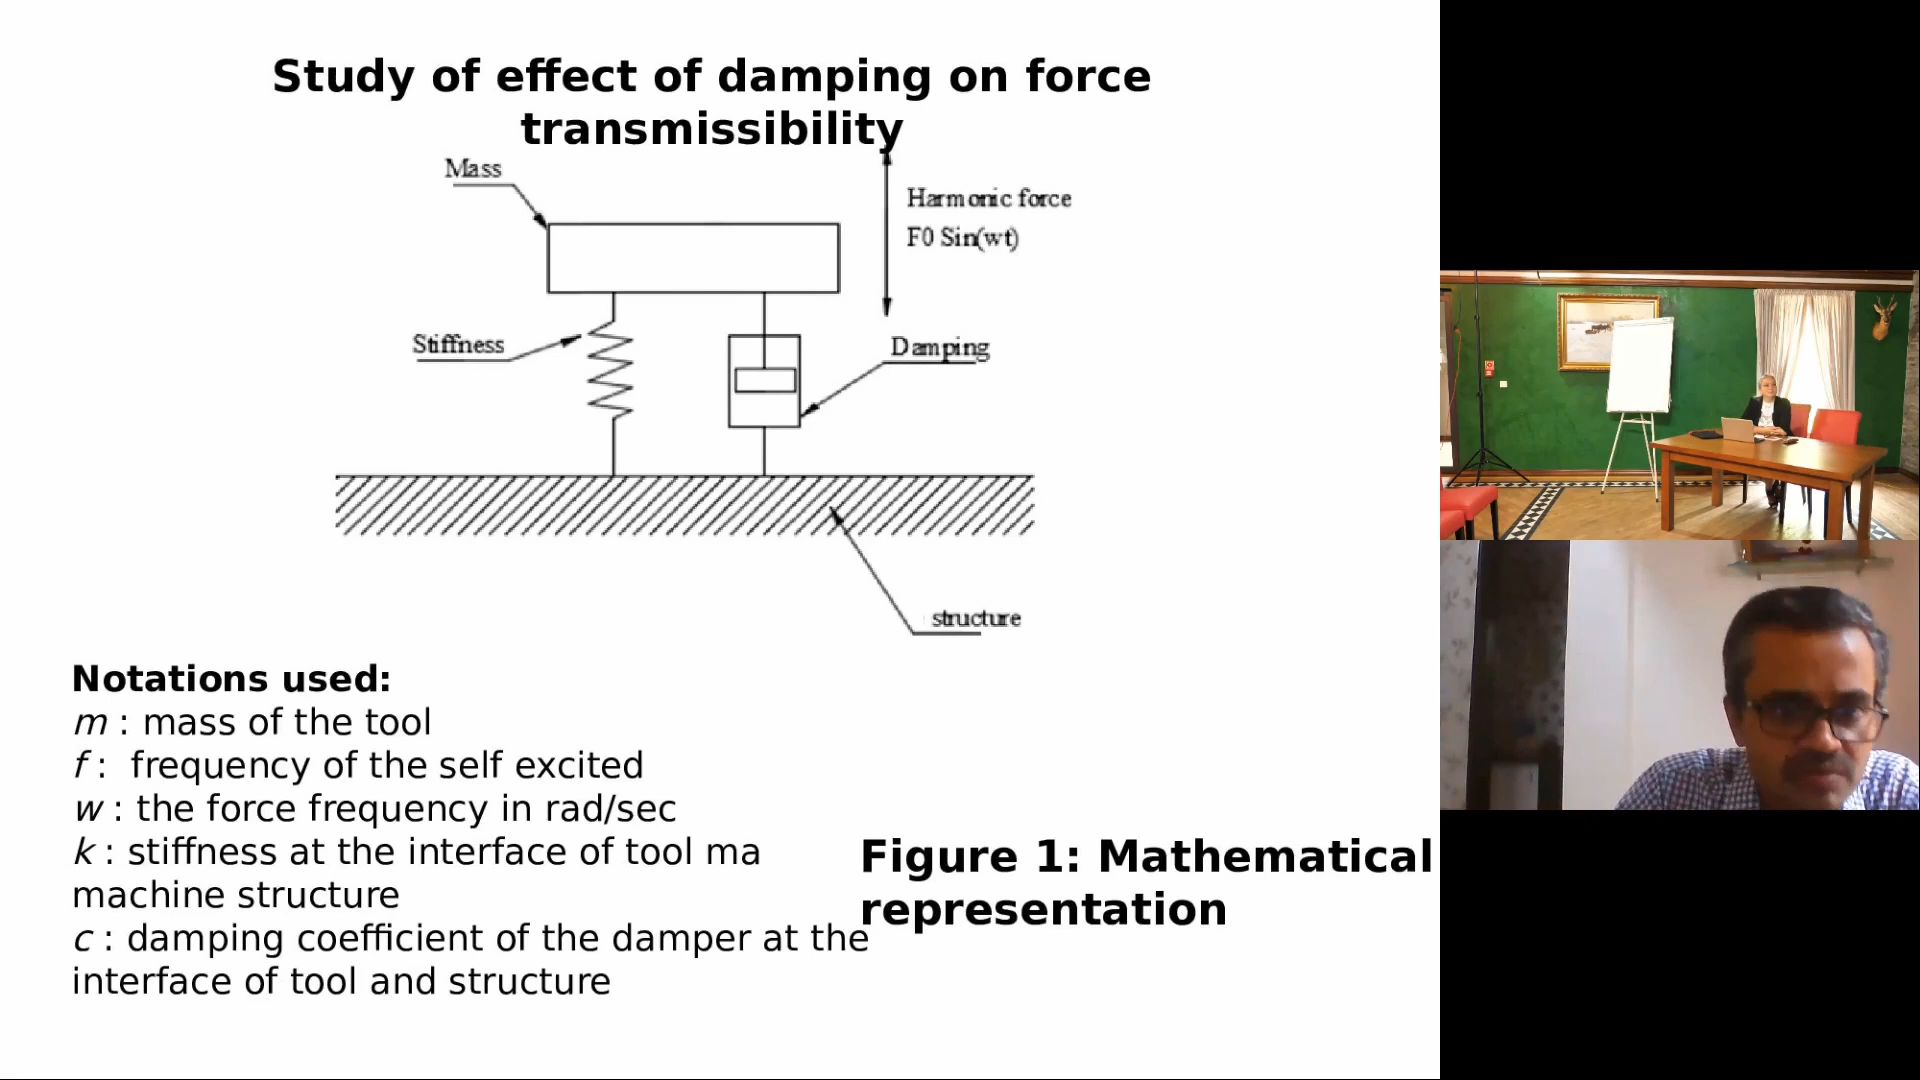 Study of effect of damping on force
transmissibility
Mass
Harmonic force
F0 Sin(wt)
Stiffness
Damping
structure
Notations used:
m : mass of the tool
f :  frequency of the self excited
w : the force frequency in rad/sec
k : stiffness at the interface of tool ma
machine structure
c : damping coefficient of the damper at the
interface of tool and structure
Figure 1: Mathematical
representation